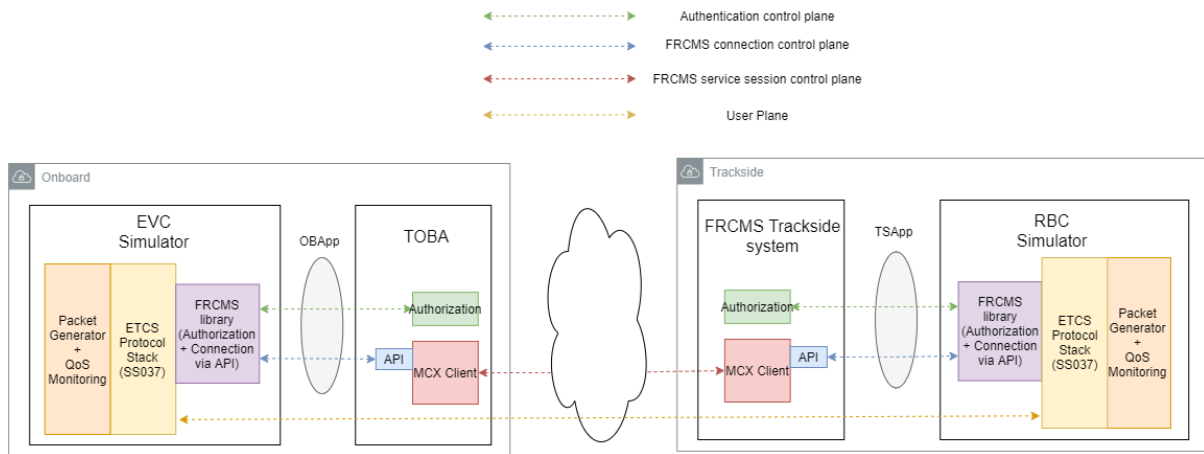 Authentication control plane
FRCMS connection control plane
FRCMS service session control plane
User Plane
Onboard
EVC
Simulator
Packet
Generator
+
QoS
Monitoring
ETCS
Protocol
Stack
(SS037)
FRCMS
library
(Authorization
+ Connection
via API)
OBApp
TOBA
Authorization
API
MCX Client
Trackside
FRCMS Trackside
system
Authorization
MCX Client
API
TSApp
RBC
Simulator
FRCMS
library
(Authorization
+ Connection
via API)
ETCS
Protocol
Stack
(SS037)
Packet
Generator
+
QoS
Monitoring